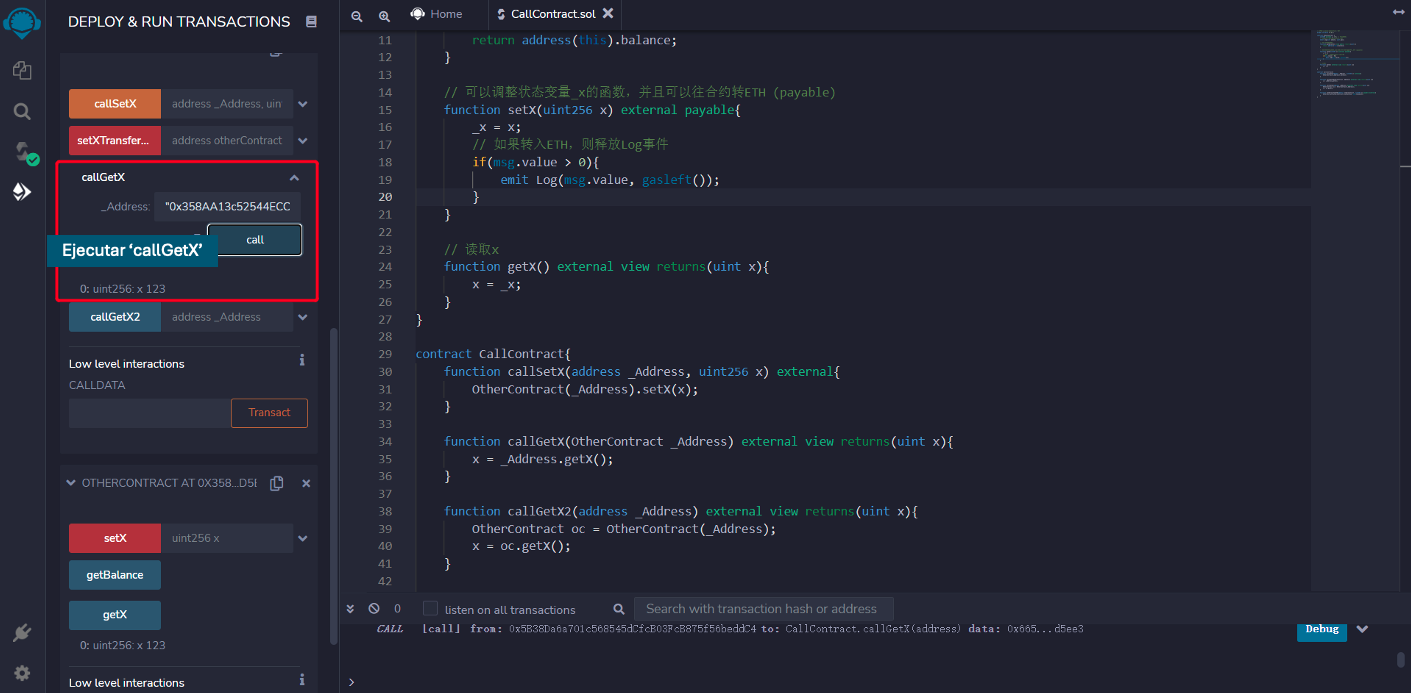 DEPLOY & RUN TRANSACTIONS
callSetX address _Address, uin
setXTransfer... address otherContract
callGetX
_Address: "0x358AA13c52544ECC
call
Ejecutar ‘callGetX’
0: uint256: x 123
callGetX2 address _Address
Low level interactions
CALLDATA
Transact
OTHERCONTRACT AT 0X358...D5E
setX uint256 x
getBalance
getX
0: uint256: x 123
Low level interactions
Home
CallContract.sol
11 return address(this).balance;
12 }
13
14 // 可以调整状态变量_x的函数，并且可以往合约转ETH (payable)
15 function setX(uint256 x) external payable{
16 _x = x;
17 // 如果转入ETH，则释放Log事件
18 if(msg.value > 0){
19 emit Log(msg.value, gasleft());
20 }
21 }
22
23 // 读取x
24 function getX() external view returns(uint x){
25 x = _x;
26 }
27 }
28
29 contract CallContract{
30 function callSetX(address _Address, uint256 x) external{
31 OtherContract(_Address).setX(x);
32 }
33
34 function callGetX(OtherContract _Address) external view returns(uint x){
35 x = _Address.getX();
36 }
37
38 function callGetX2(address _Address) external view returns(uint x){
39 OtherContract oc = OtherContract(_Address);
40 x = oc.getX();
41 }
42
0 listen on all transactions Search with transaction hash or address
CALL [call] from: 0x5B38Da6a701c568545dCfcB03FcB875f56beddC4 to: CallContract.callGetX(address) data: 0x665...d5ee3 Debug
>